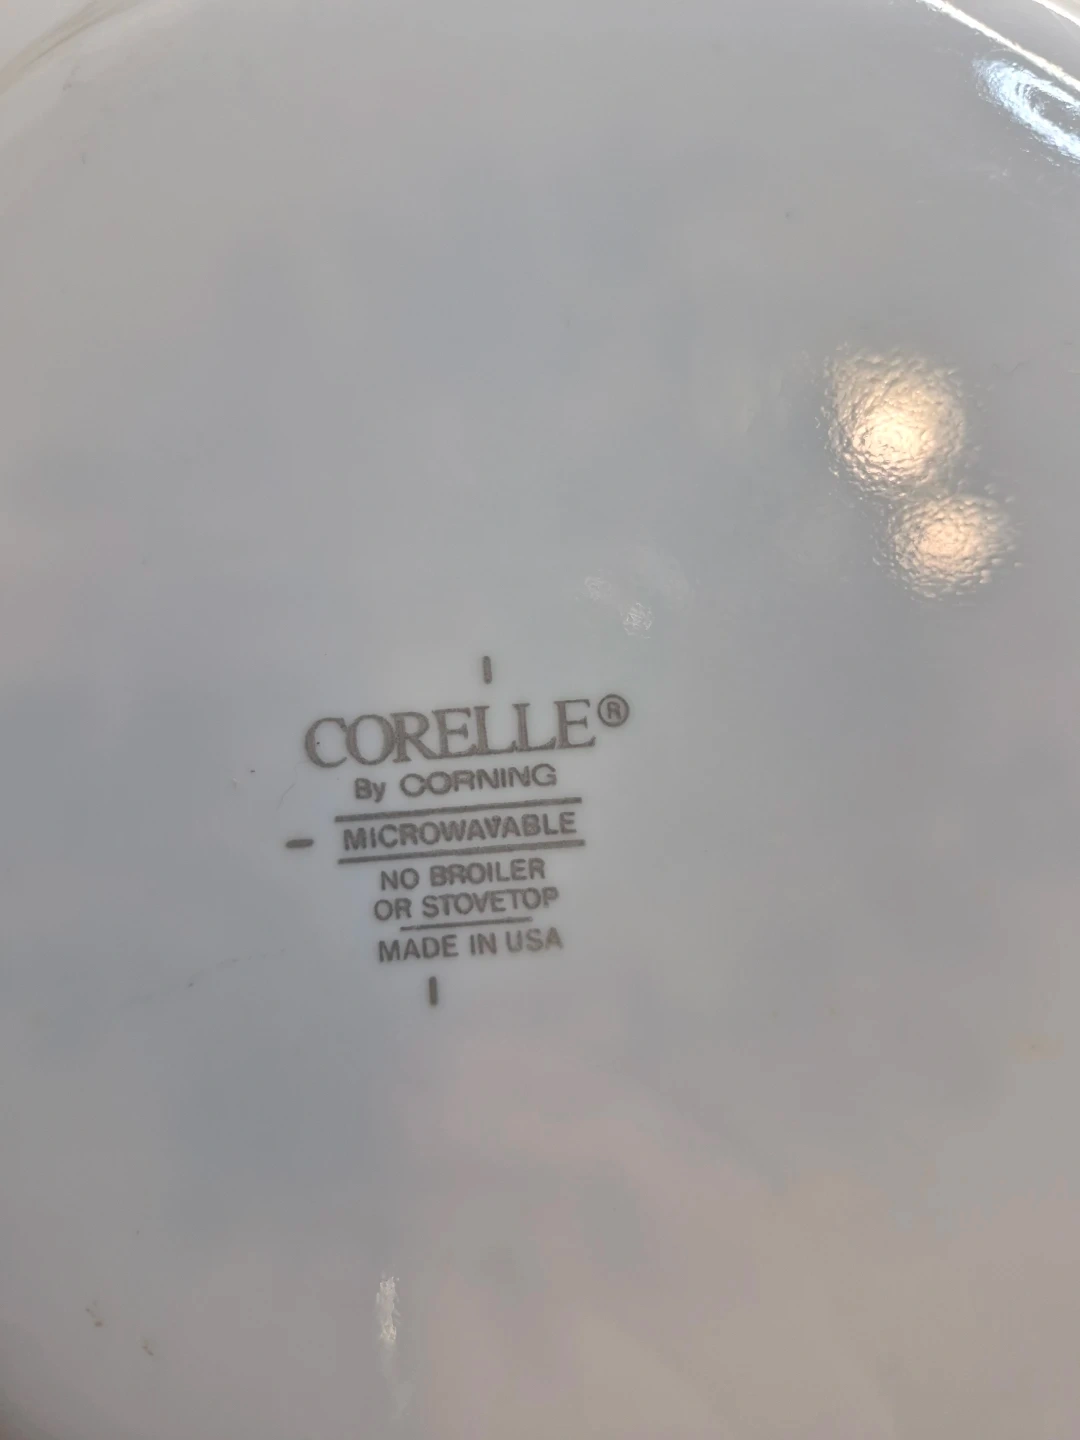 CORELLE®
By CORNING
MICROWAVABLE
NO BROILER
OR STOVETOP
MADE IN USA